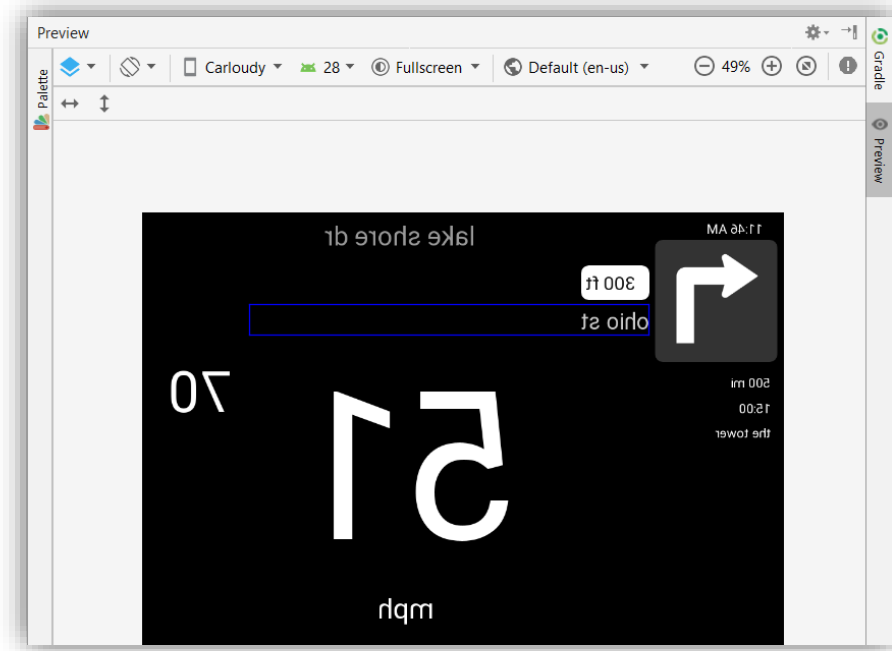 Preview
Palette
Carloudy
28
Fullscreen
Default (en-us)
49%
Gradle
Preview
lake shore dr
11:46 AM
300 ft
ohio st
70
51
500 mi
15:00
the tower
mph